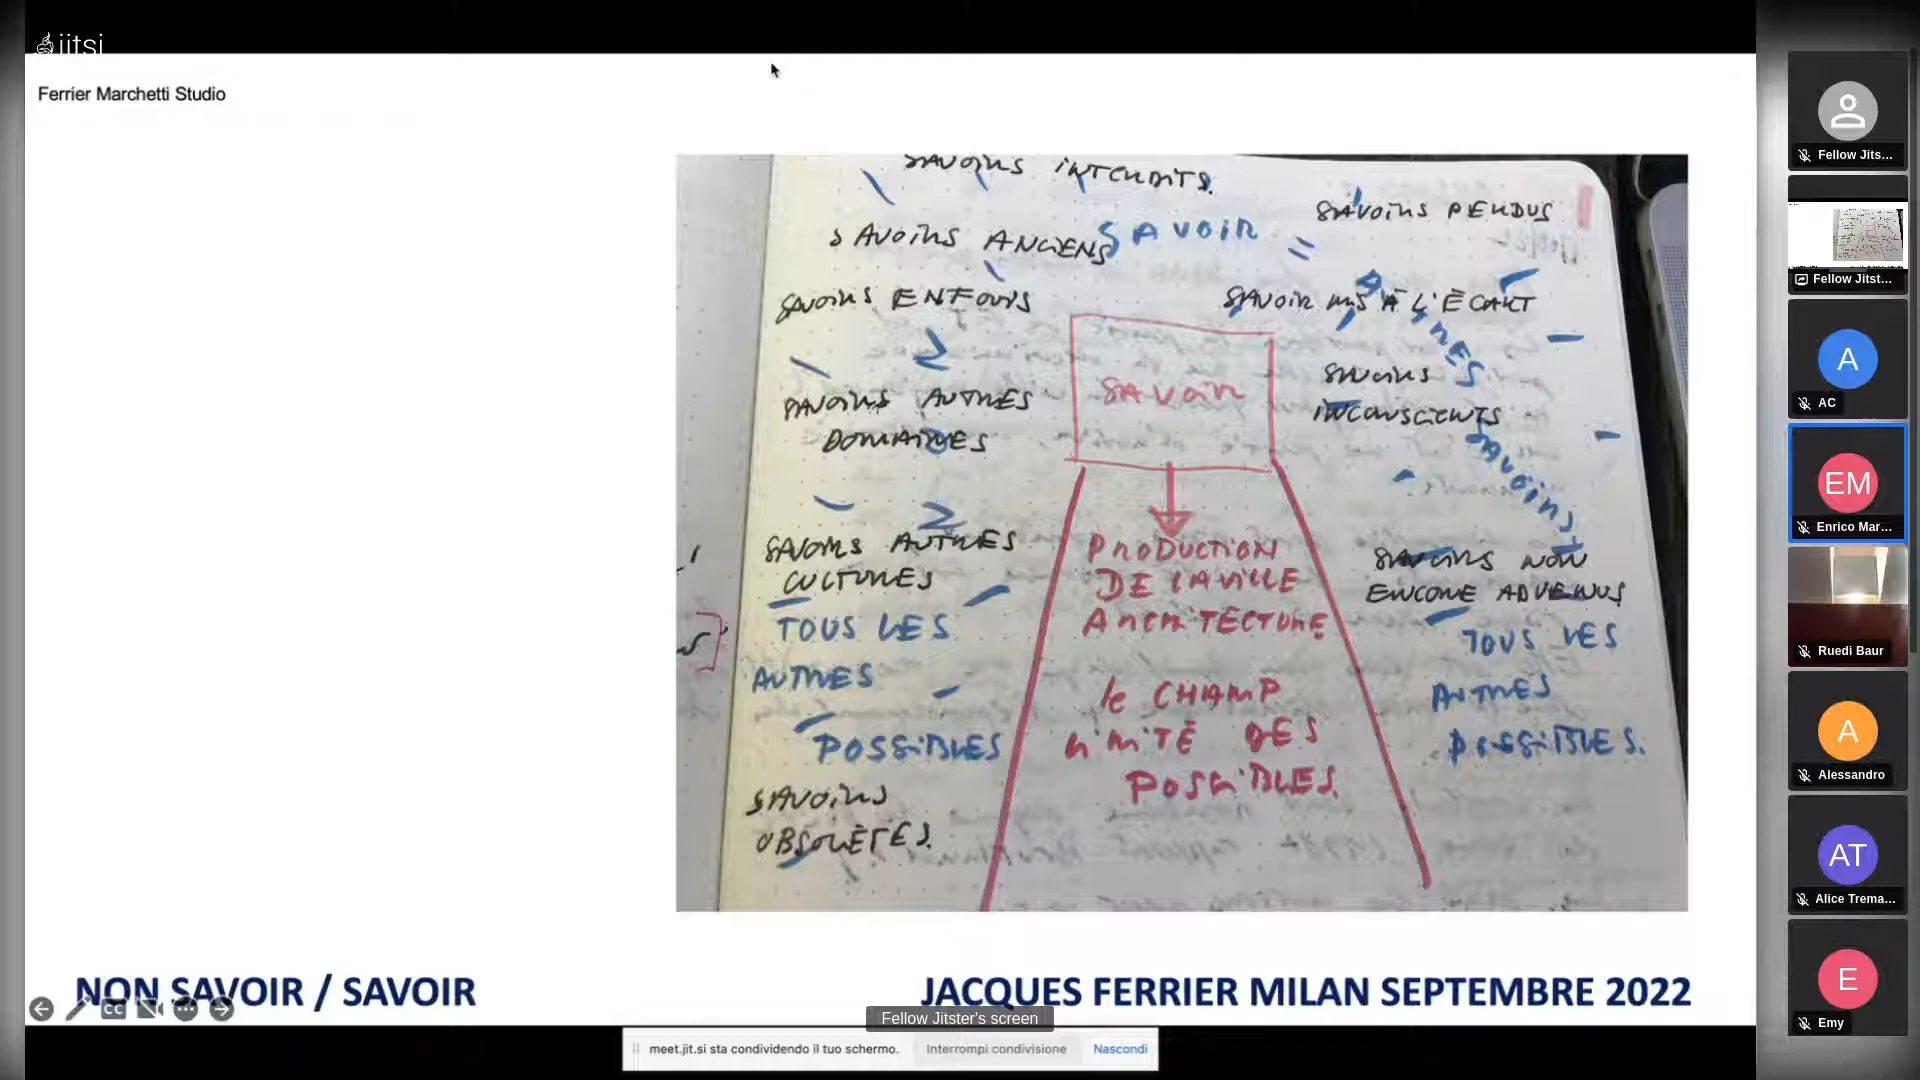 jitsi
Ferrier Marchetti Studio
SAVOIRS INTERDITS.
SAVOIRS PERDUS
SAVOIRS ANCIENS
SAVOIR =
SAVOIRS ENFOUIS
SAVOIR MIS À L'ÉCART
SAVOIR
SAVOIRS
INCONSCIENTS
SAVOIRS AUTRES
DOMAINES
SAVOIRS
SAVOIRS AUTRES
CULTURES
PRODUCTION
DE LA VILLE
ARCHITECTURE
SAVOIRS NON
ENCORE ADVENUS
TOUS LES
AUTRES
POSSIBLES
le CHAMP
LIMITÉ DES
POSSIBLES.
TOUS LES
AUTRES
POSSIBLES.
SAVOIRS
OBSOLÈTES.
NON SAVOIR / SAVOIR
JACQUES FERRIER MILAN SEPTEMBRE 2022
CC
Fellow Jitster's screen
meet.jit.si sta condividendo il tuo schermo.
Interrompi condivisione
Nascondi
Fellow Jits...
Fellow Jitst...
A
AC
EM
Enrico Mar...
Ruedi Baur
A
Alessandro
AT
Alice Trema...
E
Emy